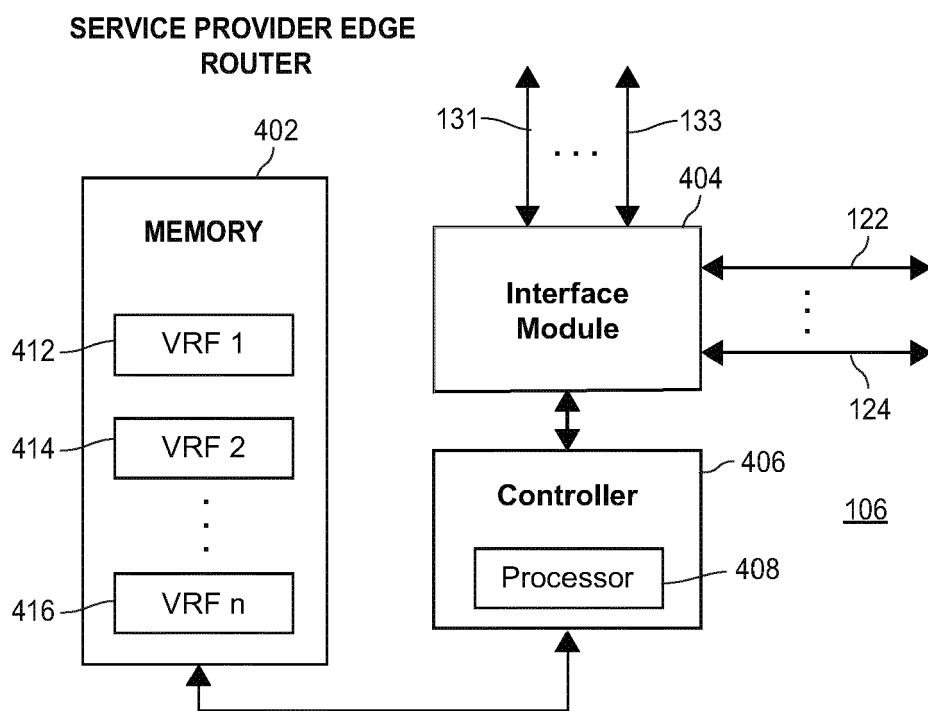 SERVICE PROVIDER EDGE
ROUTER
131
133
402
404
MEMORY
122
Interface
Module
412
VRF 1
124
414
VRF 2
406
Controller
106
Processor
408
416
VRF n